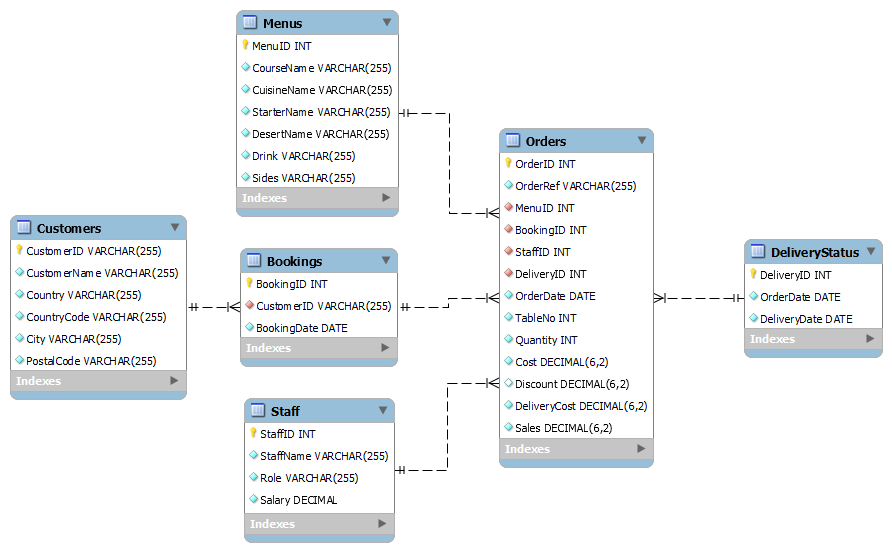 Menus
MenuID INT
CourseName VARCHAR(255)
CuisineName VARCHAR(255)
StarterName VARCHAR(255)
DesertName VARCHAR(255)
Drink VARCHAR(255)
Sides VARCHAR(255)
Indexes
Customers
CustomerID VARCHAR(255)
CustomerName VARCHAR(255)
Country VARCHAR(255)
CountryCode VARCHAR(255)
City VARCHAR(255)
PostalCode VARCHAR(255)
Indexes
Bookings
BookingID INT
CustomerID VARCHAR(255)
BookingDate DATE
Indexes
Staff
StaffID INT
StaffName VARCHAR(255)
Role VARCHAR(255)
Salary DECIMAL
Indexes
Orders
OrderID INT
OrderRef VARCHAR(255)
MenuID INT
BookingID INT
StaffID INT
DeliveryID INT
OrderDate DATE
TableNo INT
Quantity INT
Cost DECIMAL(6,2)
Discount DECIMAL(6,2)
DeliveryCost DECIMAL(6,2)
Sales DECIMAL(6,2)
Indexes
DeliveryStatus
DeliveryID INT
OrderDate DATE
DeliveryDate DATE
Indexes